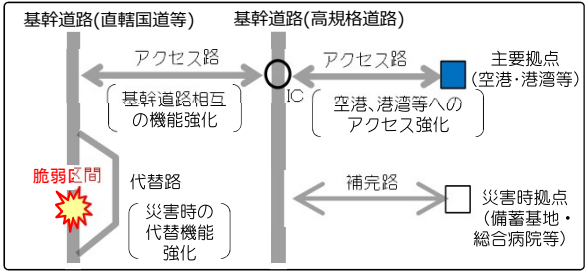 基幹道路(直轄国道等)
基幹道路(高規格道路)
アクセス路
基幹道路相互
の機能強化
IC
アクセス路
空港、港湾等への
アクセス強化
主要拠点
(空港・港湾等)
脆弱区間
代替路
災害時の
代替機能
強化
補完路
災害時拠点
(備蓄基地・
総合病院等)